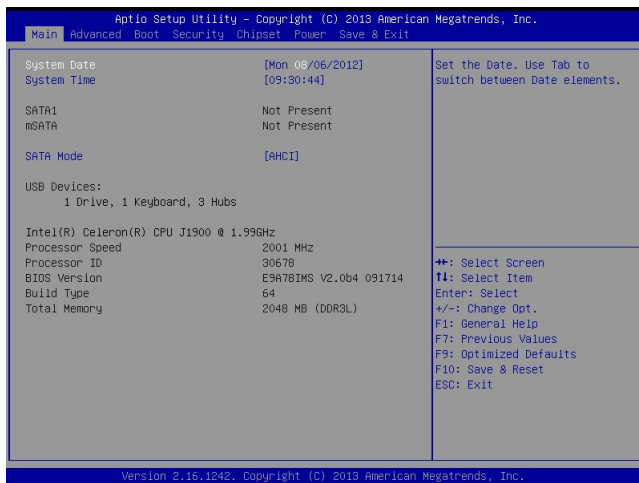 Aptio Setup Utility – Copyright (C) 2013 American Megatrends, Inc.
Main Advanced Boot Security Chipset Power Save & Exit
System Date [Mon 08/06/2012]
System Time [09:30:44]
SATA1 Not Present
mSATA Not Present
SATA Mode [AHCI]
USB Devices:
1 Drive, 1 Keyboard, 3 Hubs
Intel(R) Celeron(R) CPU J1900 @ 1.99GHz
Processor Speed 2001 MHz
Processor ID 30678
BIOS Version E9A78IMS V2.0b4 091714
Build Type 64
Total Memory 2048 MB (DDR3L)
Set the Date. Use Tab to
switch between Date elements.
→←: Select Screen
↑↓: Select Item
Enter: Select
+/-: Change Opt.
F1: General Help
F7: Previous Values
F9: Optimized Defaults
F10: Save & Reset
ESC: Exit
Version 2.16.1242. Copyright (C) 2013 American Megatrends, Inc.